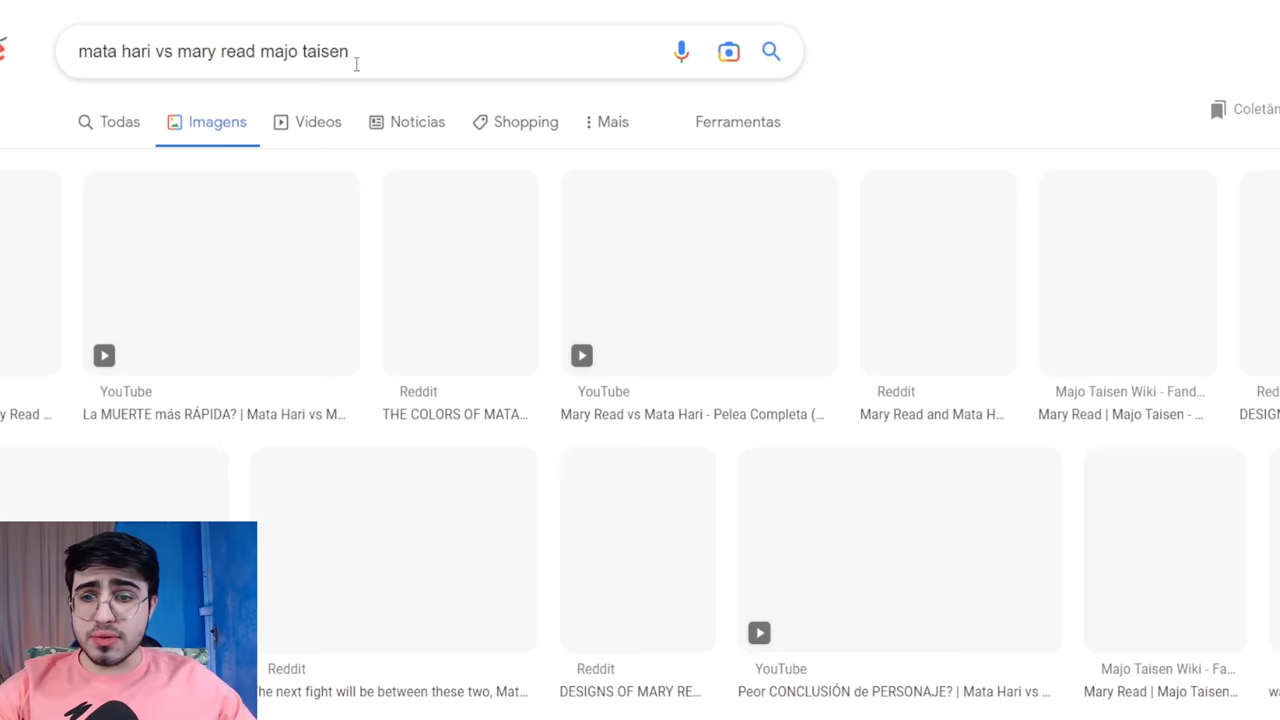 mata hari vs mary read majo taisen
Todas
Imagens
Vídeos
Notícias
Shopping
Mais
Ferramentas
Coletân
YouTube
Reddit
YouTube
Reddit
Majo Taisen Wiki - Fand...
Red
y Read ...
La MUERTE más RÁPIDA? | Mata Hari vs M...
THE COLORS OF MATA...
Mary Read vs Mata Hari - Pelea Completa (...
Mary Read and Mata H...
Mary Read | Majo Taisen - ...
DESIGN
Reddit
Reddit
YouTube
Majo Taisen Wiki - Fa...
he next fight will be between these two, Mat...
DESIGNS OF MARY RE...
Peor CONCLUSIÓN de PERSONAJE? | Mata Hari vs ...
Mary Read | Majo Taisen...